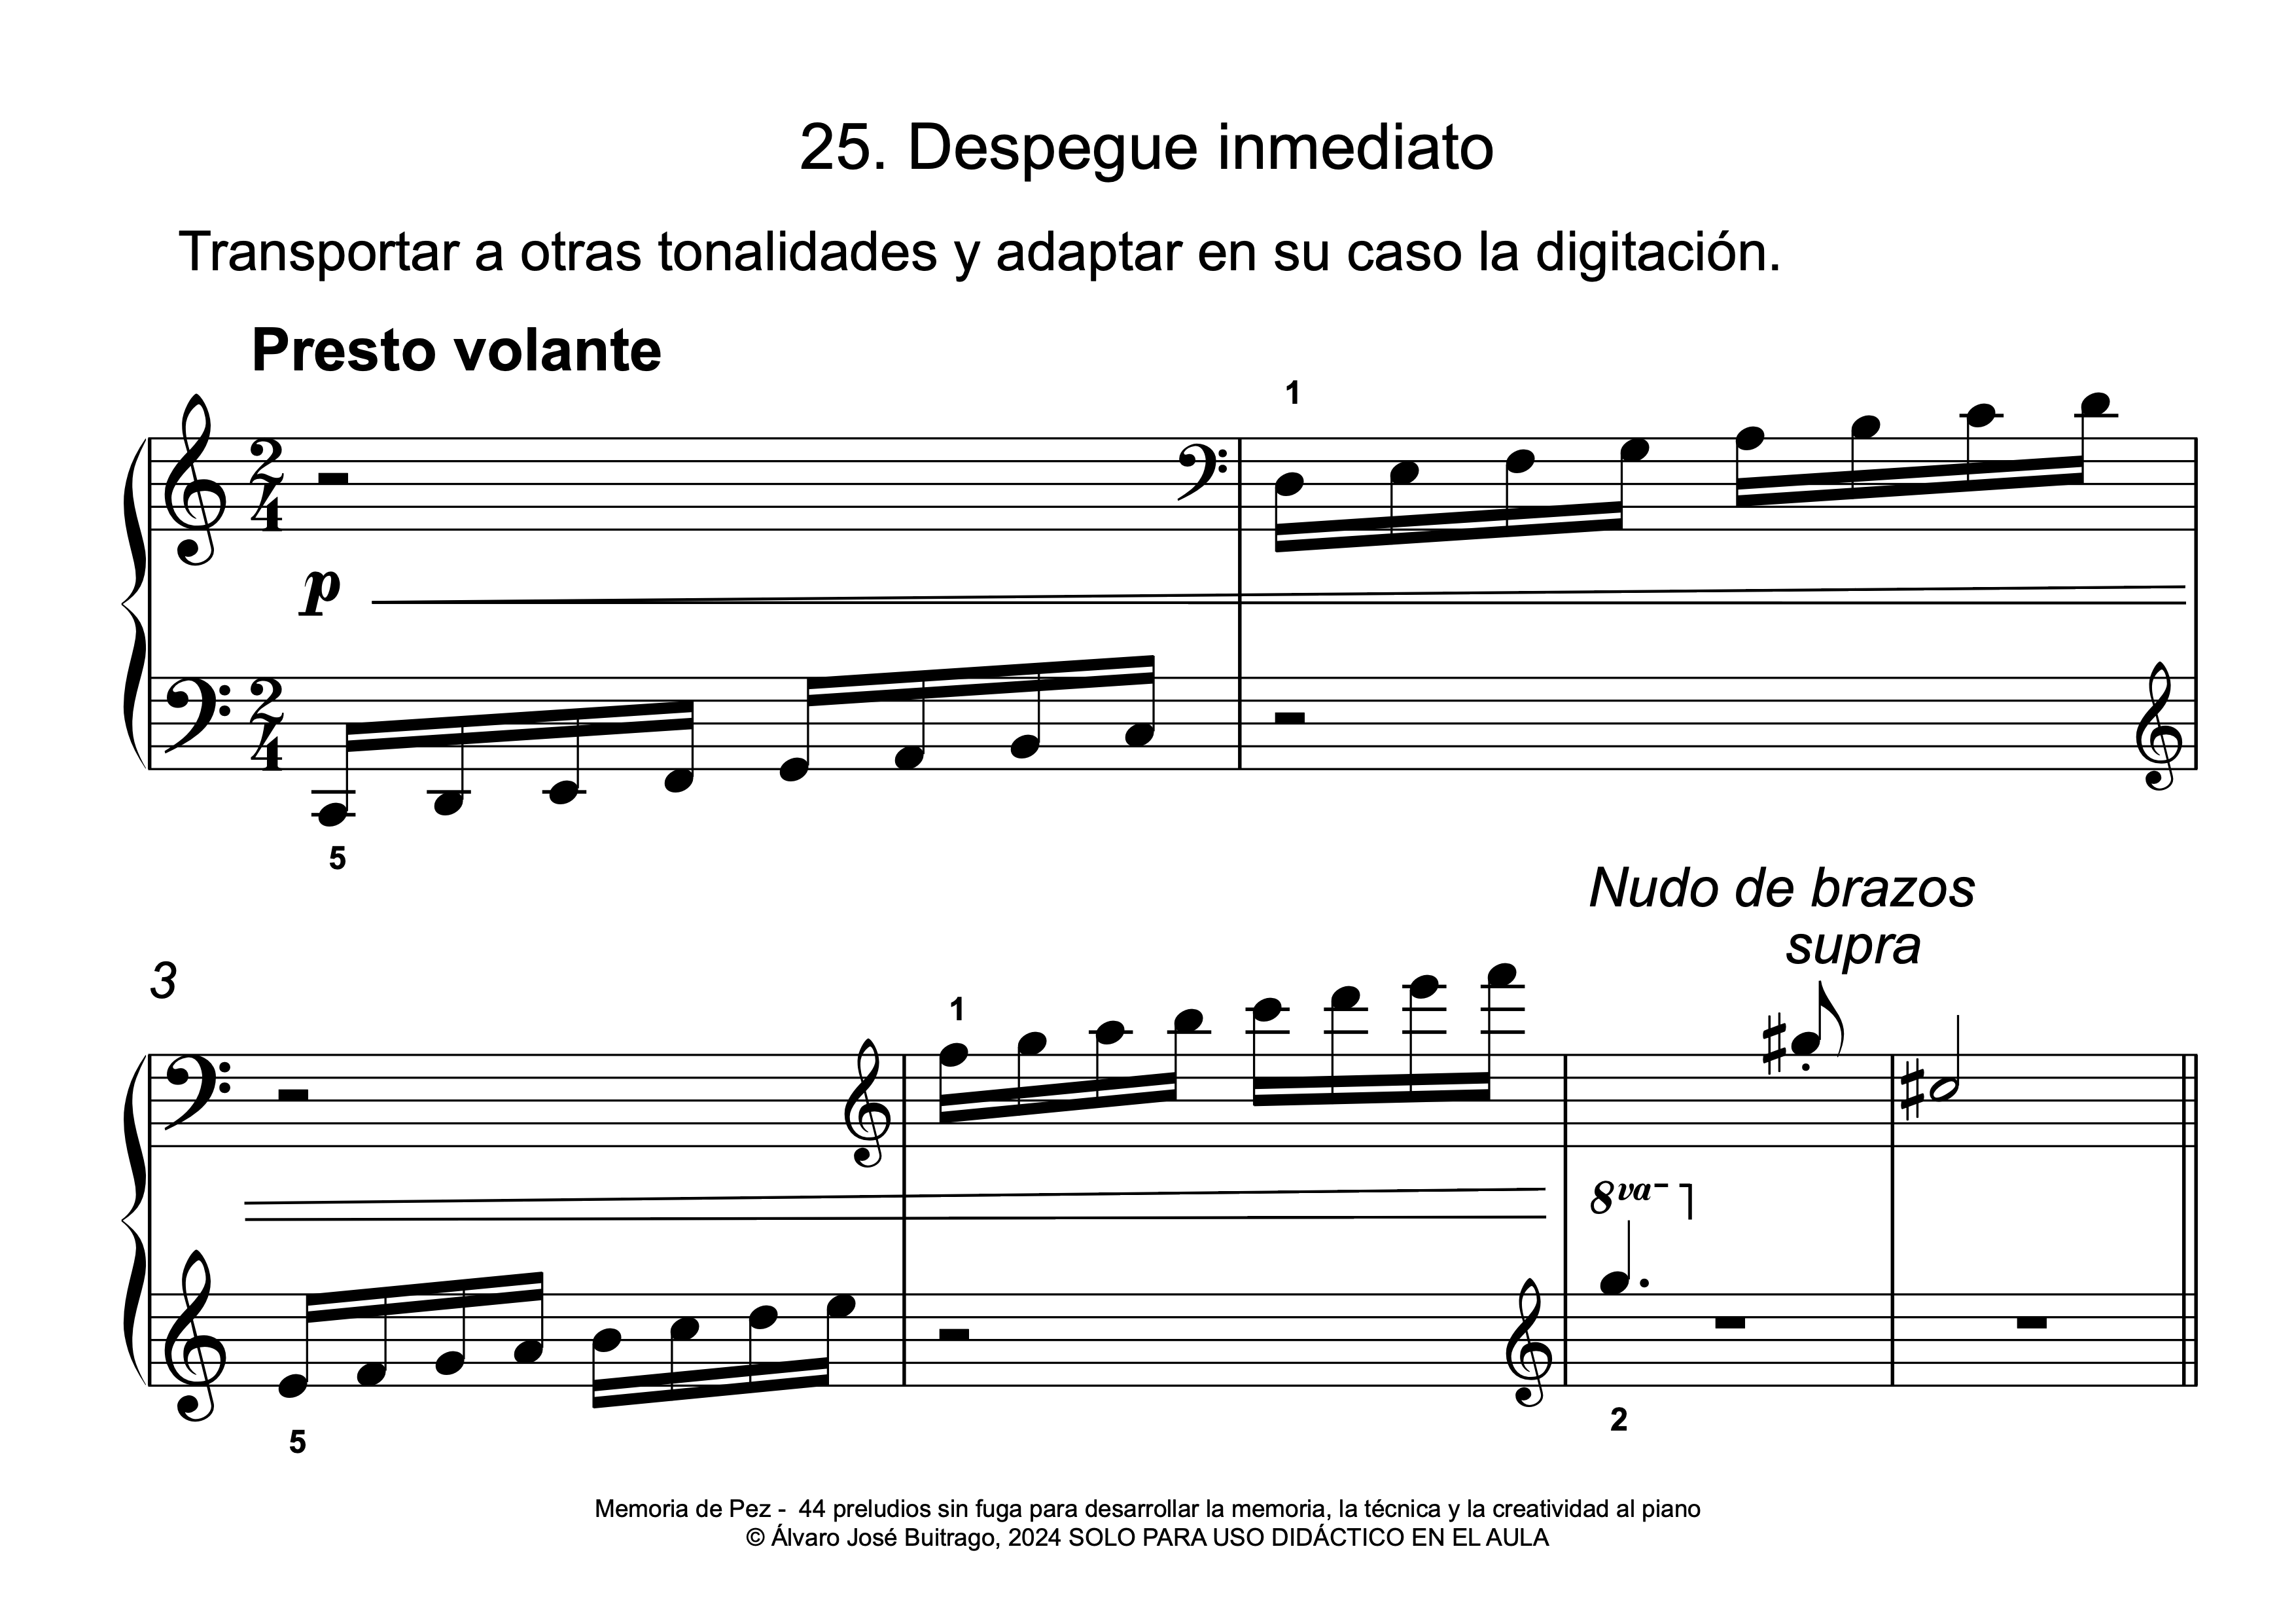 25. Despegue inmediato
Transportar a otras tonalidades y adaptar en su caso la digitación.
Presto volante
1
2
4
p
2
4
5
Nudo de brazos
supra
3
1
8va
5
2
Memoria de Pez -  44 preludios sin fuga para desarrollar la memoria, la técnica y la creatividad al piano
© Álvaro José Buitrago, 2024 SOLO PARA USO DIDÁCTICO EN EL AULA